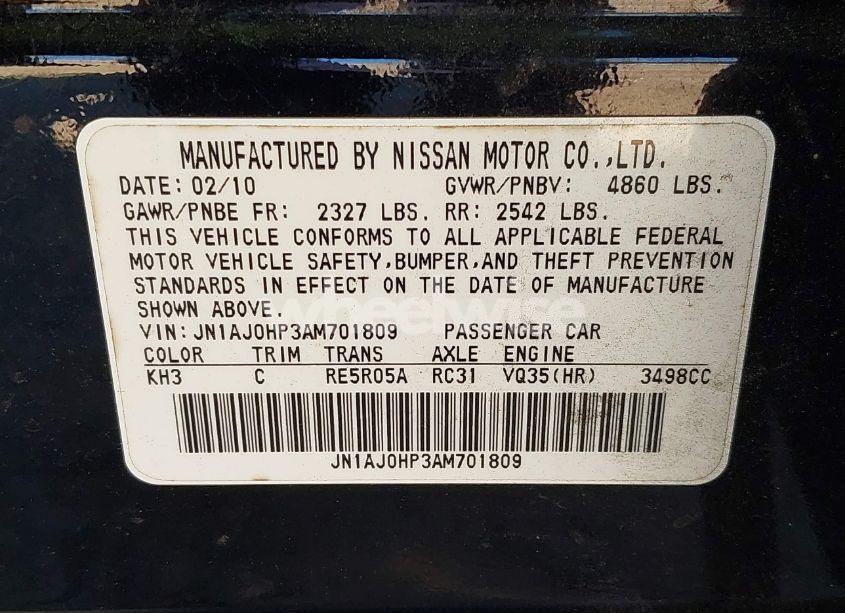 MANUFACTURED BY NISSAN MOTOR CO.,LTD.
DATE: 02/10 GVWR/PNBV: 4860 LBS.
GAWR/PNBE FR: 2327 LBS. RR: 2542 LBS.
THIS VEHICLE CONFORMS TO ALL APPLICABLE FEDERAL
MOTOR VEHICLE SAFETY,BUMPER,AND THEFT PREVENTION
STANDARDS IN EFFECT ON THE DATE OF MANUFACTURE
SHOWN ABOVE.
wheelwise
VIN:JN1AJ0HP3AM701809 PASSENGER CAR
COLOR TRIM TRANS AXLE ENGINE
KH3 C RE5R05A RC31 VQ35(HR) 3498CC
JN1AJ0HP3AM701809